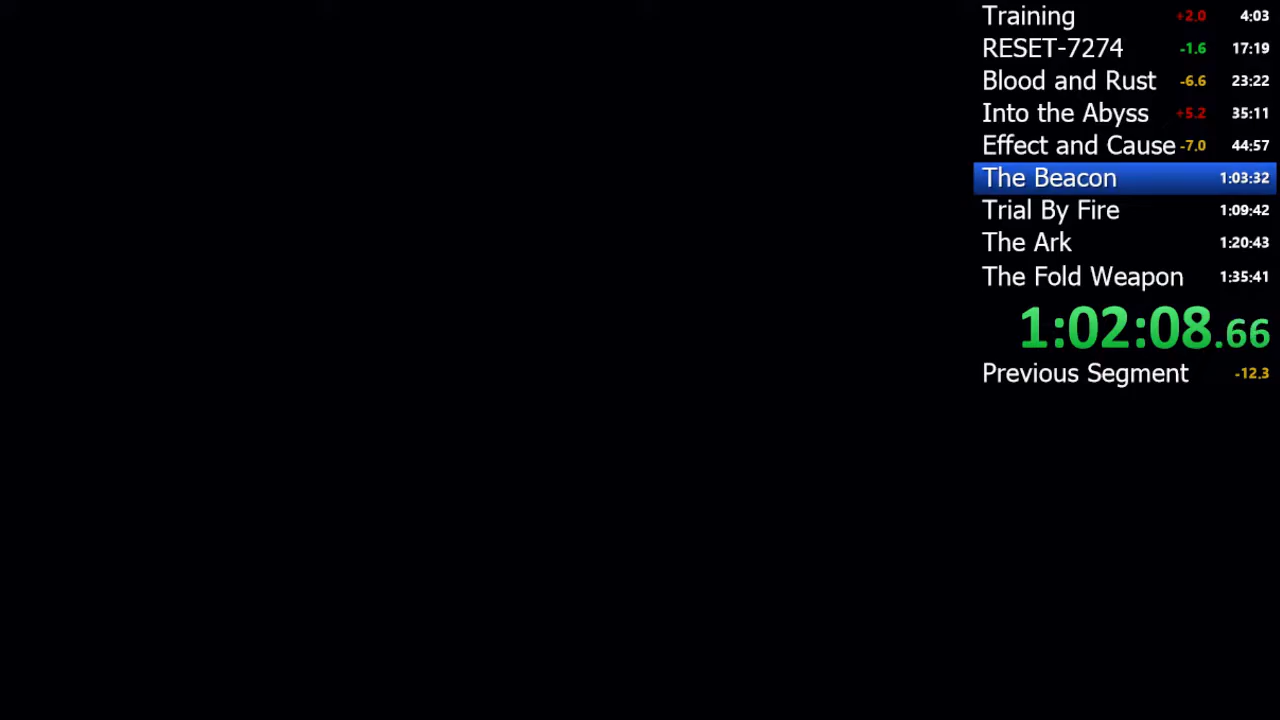 Training +2.0 4:03
RESET-7274 -1.6 17:19
Blood and Rust -6.6 23:22
Into the Abyss +5.2 35:11
Effect and Cause -7.0 44:57
The Beacon 1:03:32
Trial By Fire 1:09:42
The Ark 1:20:43
The Fold Weapon 1:35:41
1:02:08.66
Previous Segment -12.3